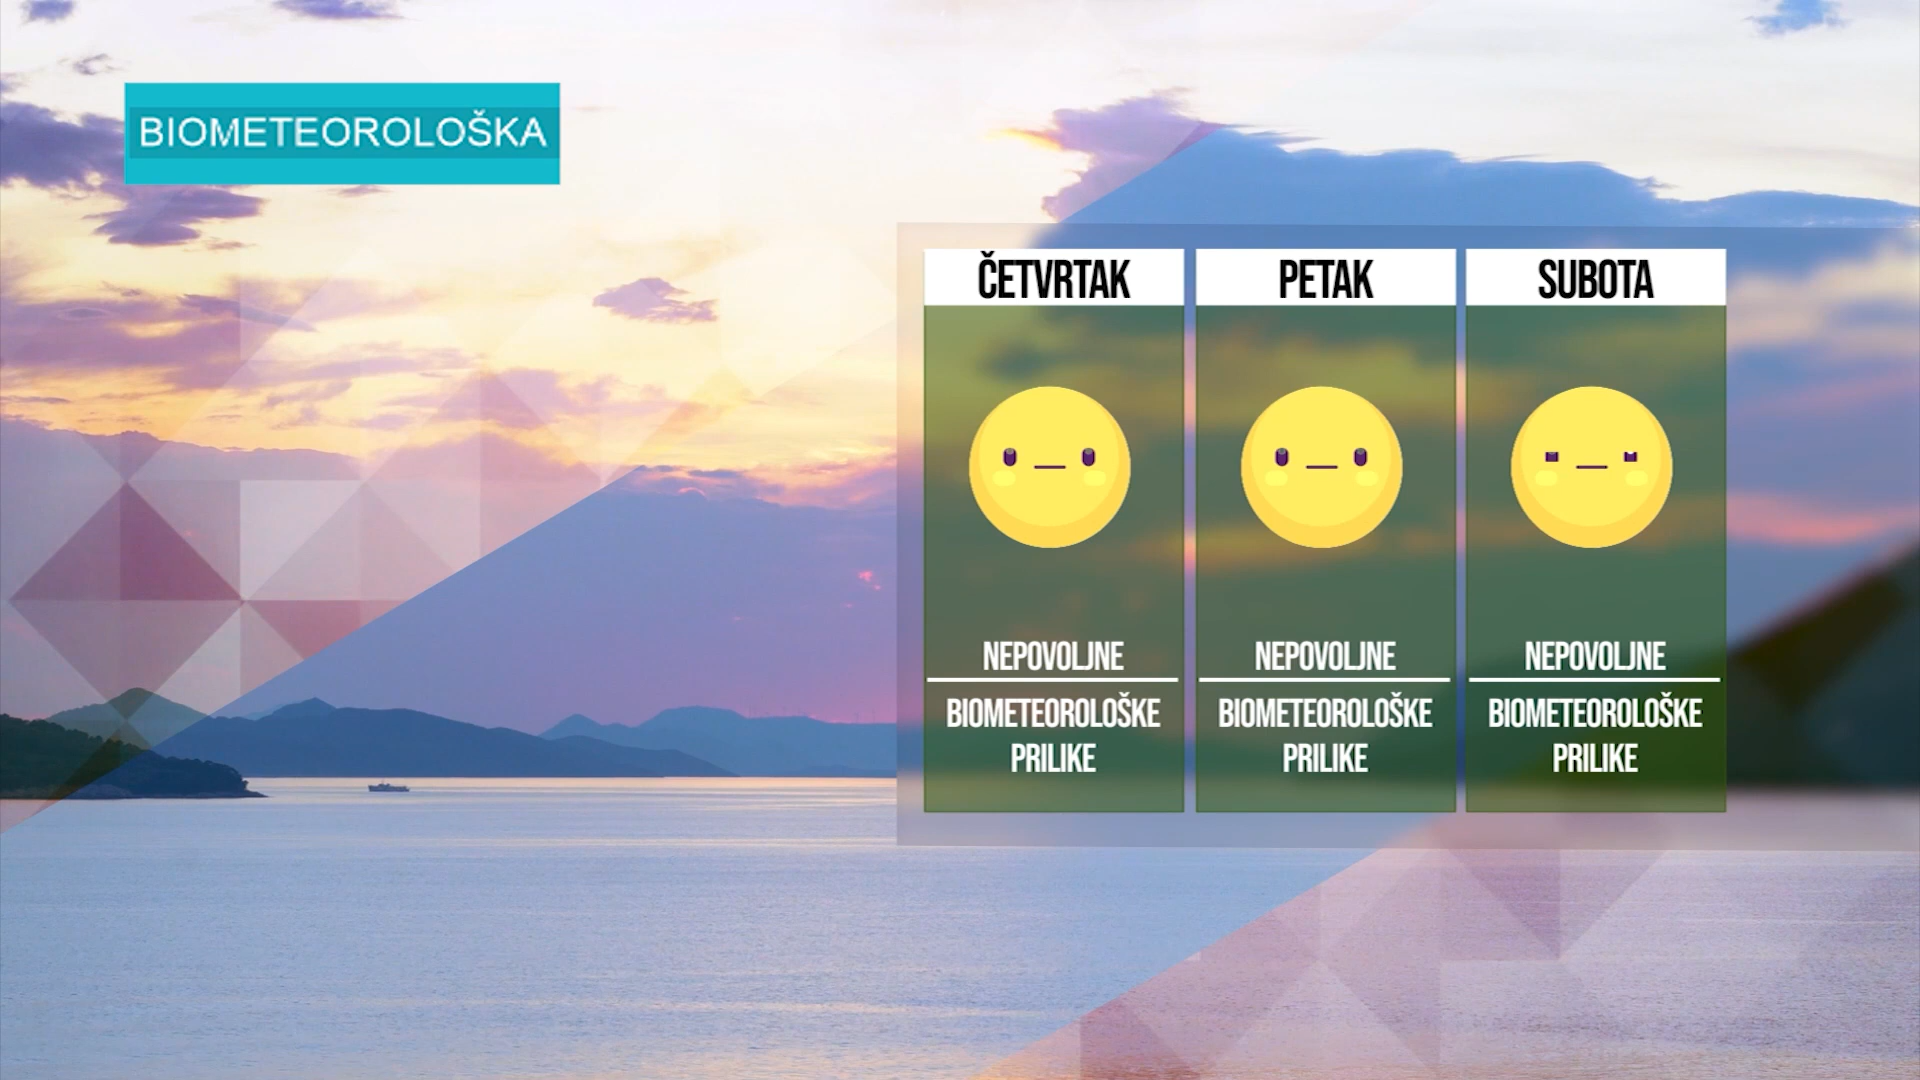 BIOMETEOROLOŠKA
ČETVRTAK
NEPOVOLJNE
BIOMETEOROLOŠKE
PRILIKE
PETAK
NEPOVOLJNE
BIOMETEOROLOŠKE
PRILIKE
SUBOTA
NEPOVOLJNE
BIOMETEOROLOŠKE
PRILIKE